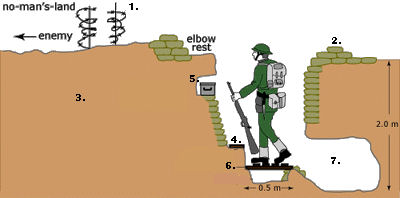 no-man's-land
1.
enemy
elbow
rest
2.
3.
5.
2.0 m
4.
6.
7.
0.5 m